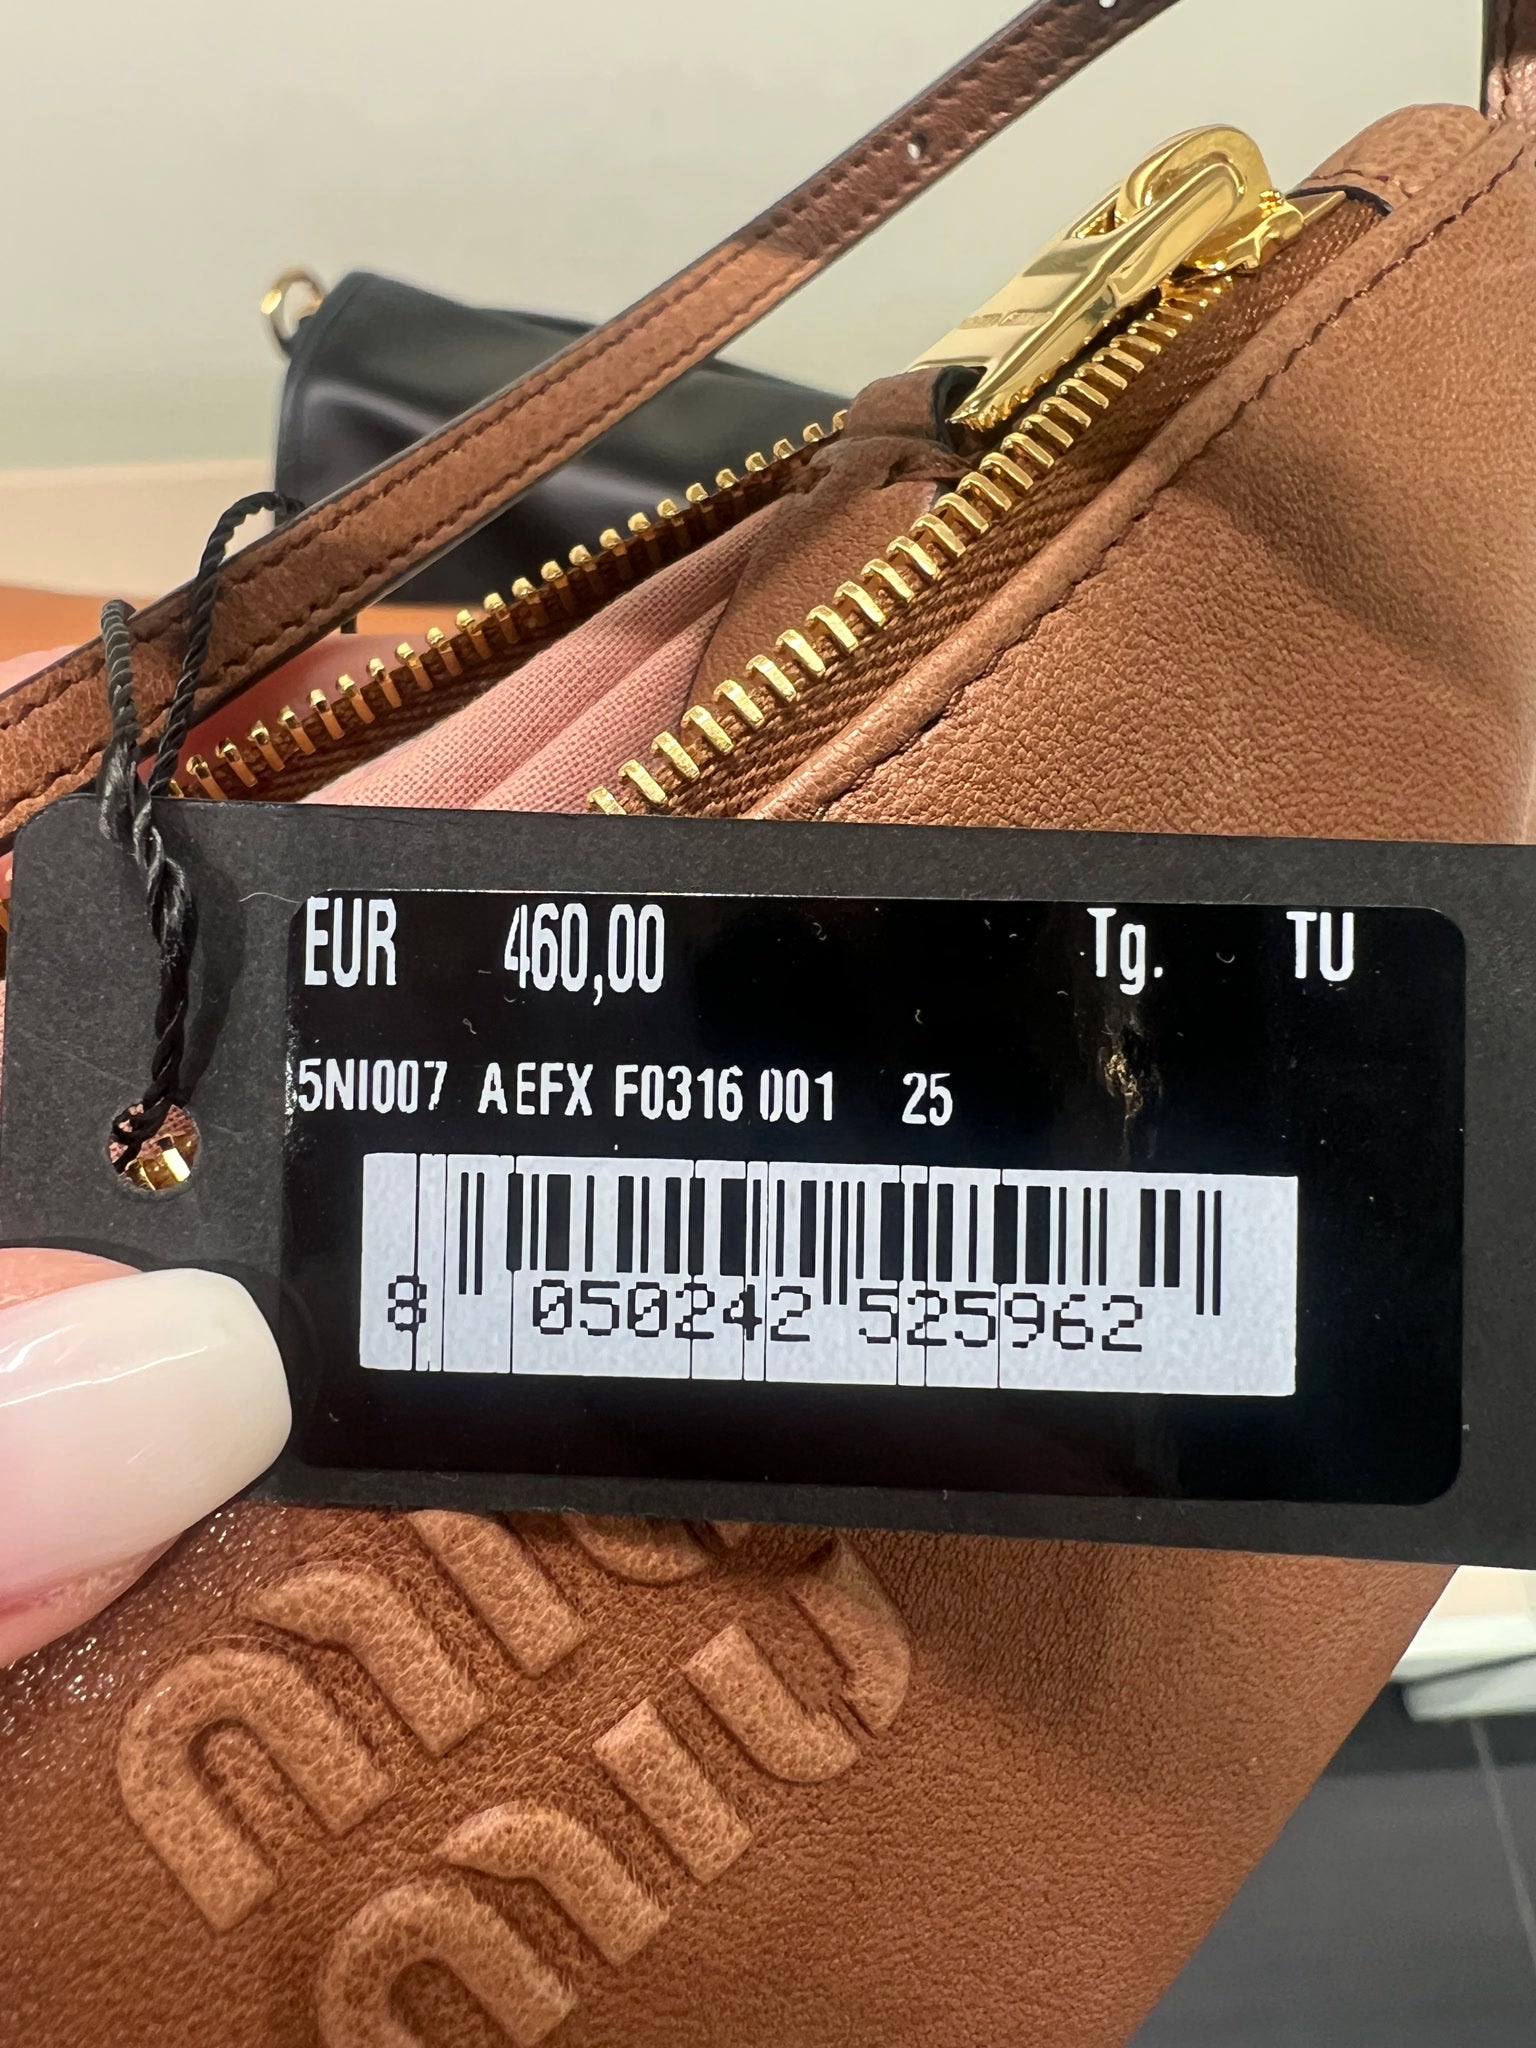 EUR 460,00 Tg. TU
5NI007 AEFX F0316 001 25
8 050242 525962
miu
miu